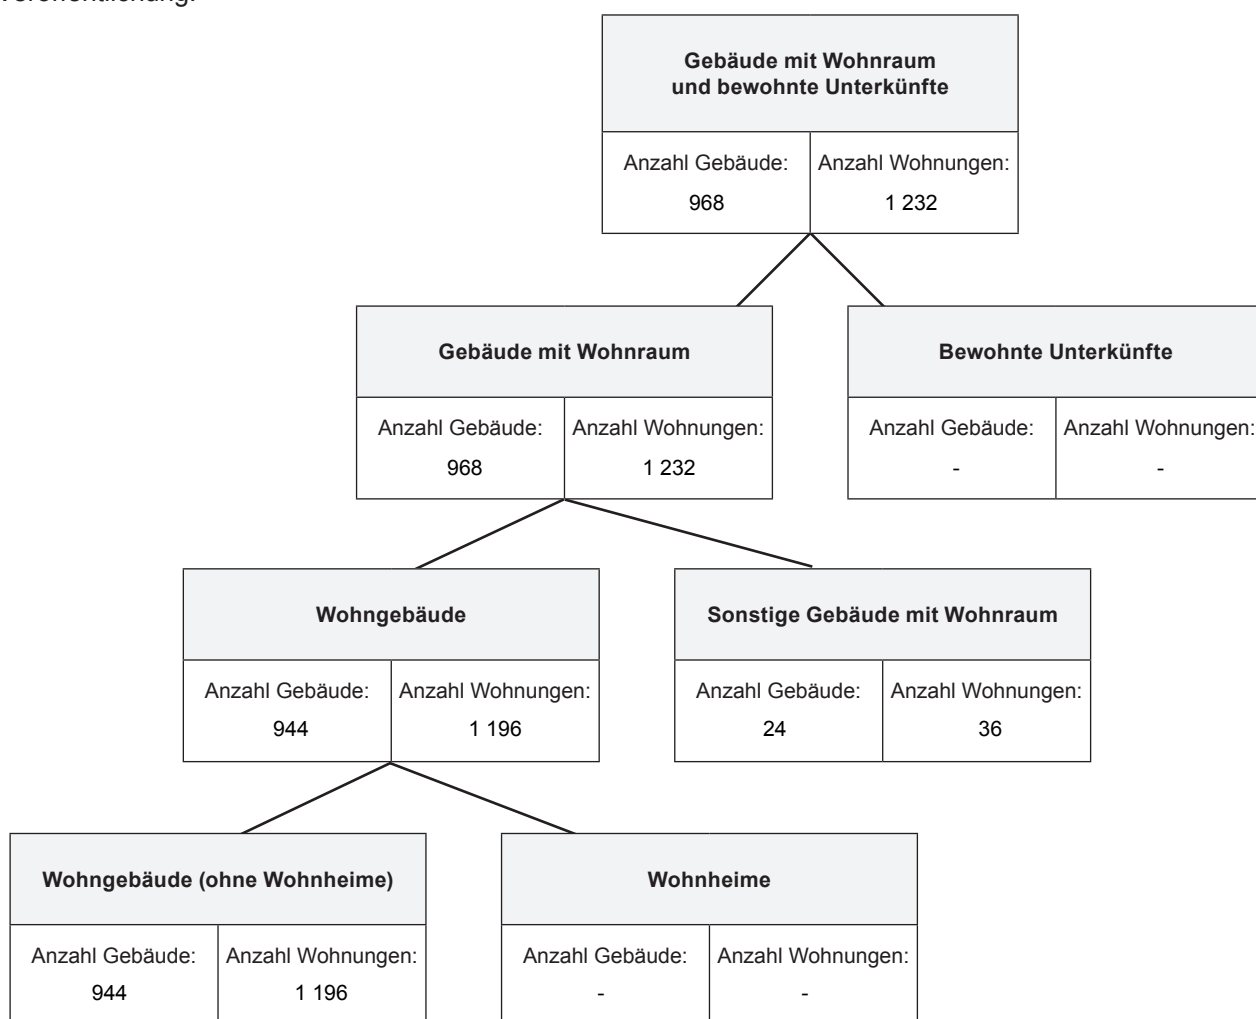 Veröffentlichung.
Gebäude mit Wohnraum
und bewohnte Unterkünfte
Anzahl Gebäude: Anzahl Wohnungen:
968 1 232
Gebäude mit Wohnraum Bewohnte Unterkünfte
Anzahl Gebäude: Anzahl Wohnungen: Anzahl Gebäude: Anzahl Wohnungen:
968 1 232 - -
Wohngebäude Sonstige Gebäude mit Wohnraum
Anzahl Gebäude: Anzahl Wohnungen: Anzahl Gebäude: Anzahl Wohnungen:
944 1 196 24 36
Wohngebäude (ohne Wohnheime) Wohnheime
Anzahl Gebäude: Anzahl Wohnungen: Anzahl Gebäude: Anzahl Wohnungen:
944 1 196 - -